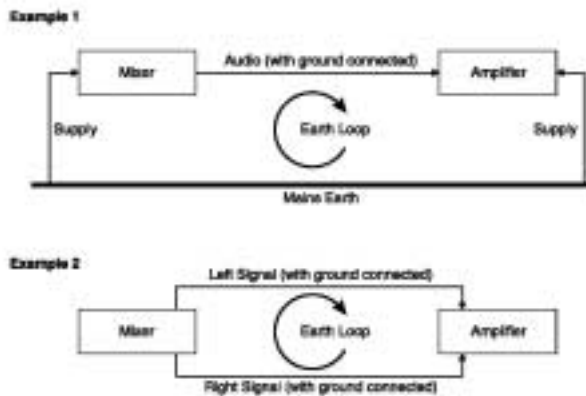 Example 1
Audio (with ground connected)
Mixer
Amplifier
Earth Loop
Supply
Supply
Mains Earth
Example 2
Left Signal (with ground connected)
Mixer
Earth Loop
Amplifier
Right Signal (with ground connected)